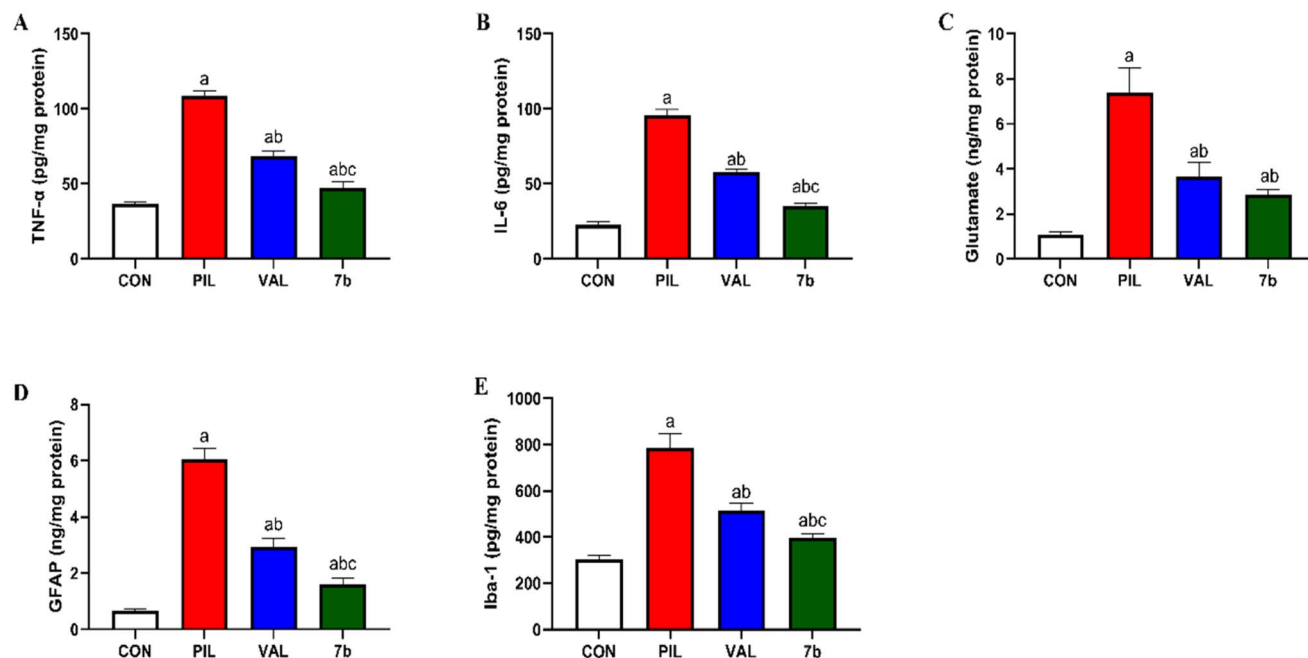 A
TNF-α (pg/mg protein)
150
100
50
0
a
ab
abc
CON PIL VAL 7b
B
IL-6 (pg/mg protein)
150
100
50
0
a
ab
abc
CON PIL VAL 7b
C
Glutamate (ng/mg protein)
10
8
6
4
2
0
a
ab
ab
CON PIL VAL 7b
D
GFAP (ng/mg protein)
8
6
4
2
0
a
ab
abc
CON PIL VAL 7b
E
Iba-1 (pg/mg protein)
1000
800
600
400
200
0
a
ab
abc
CON PIL VAL 7b